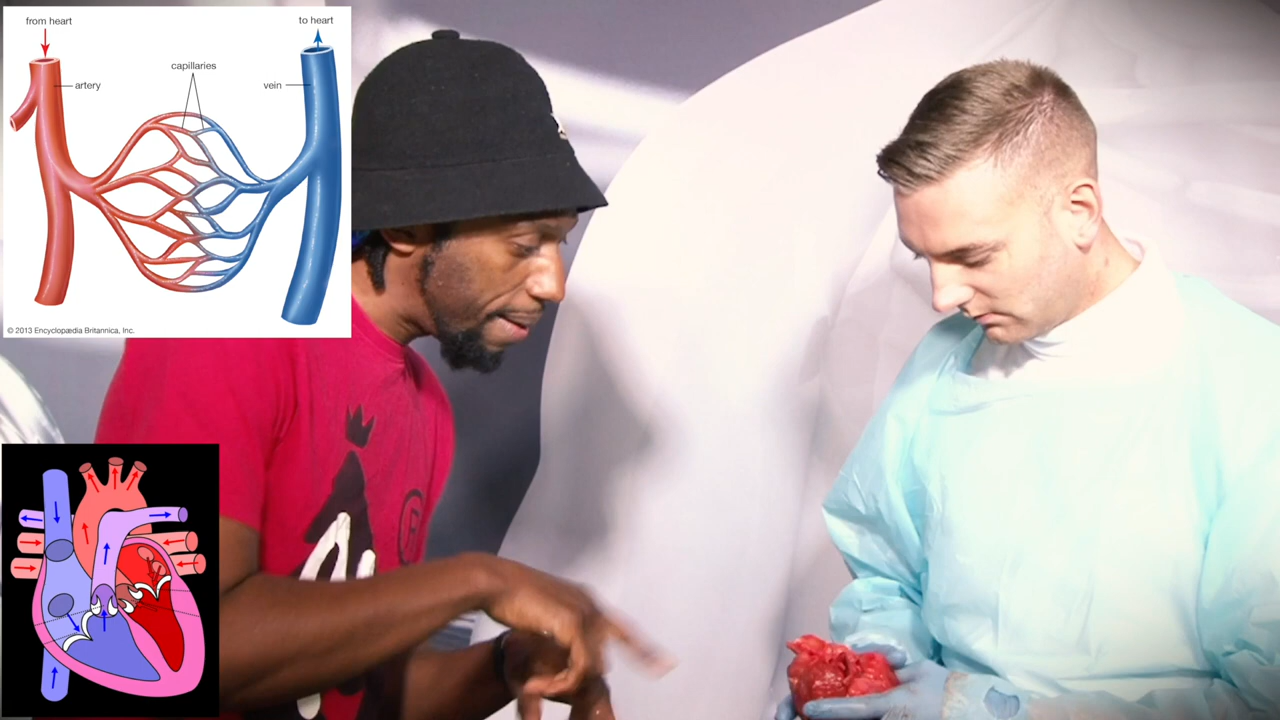 from heart
to heart
capillaries
artery
vein
© 2013 Encyclopædia Britannica, Inc.